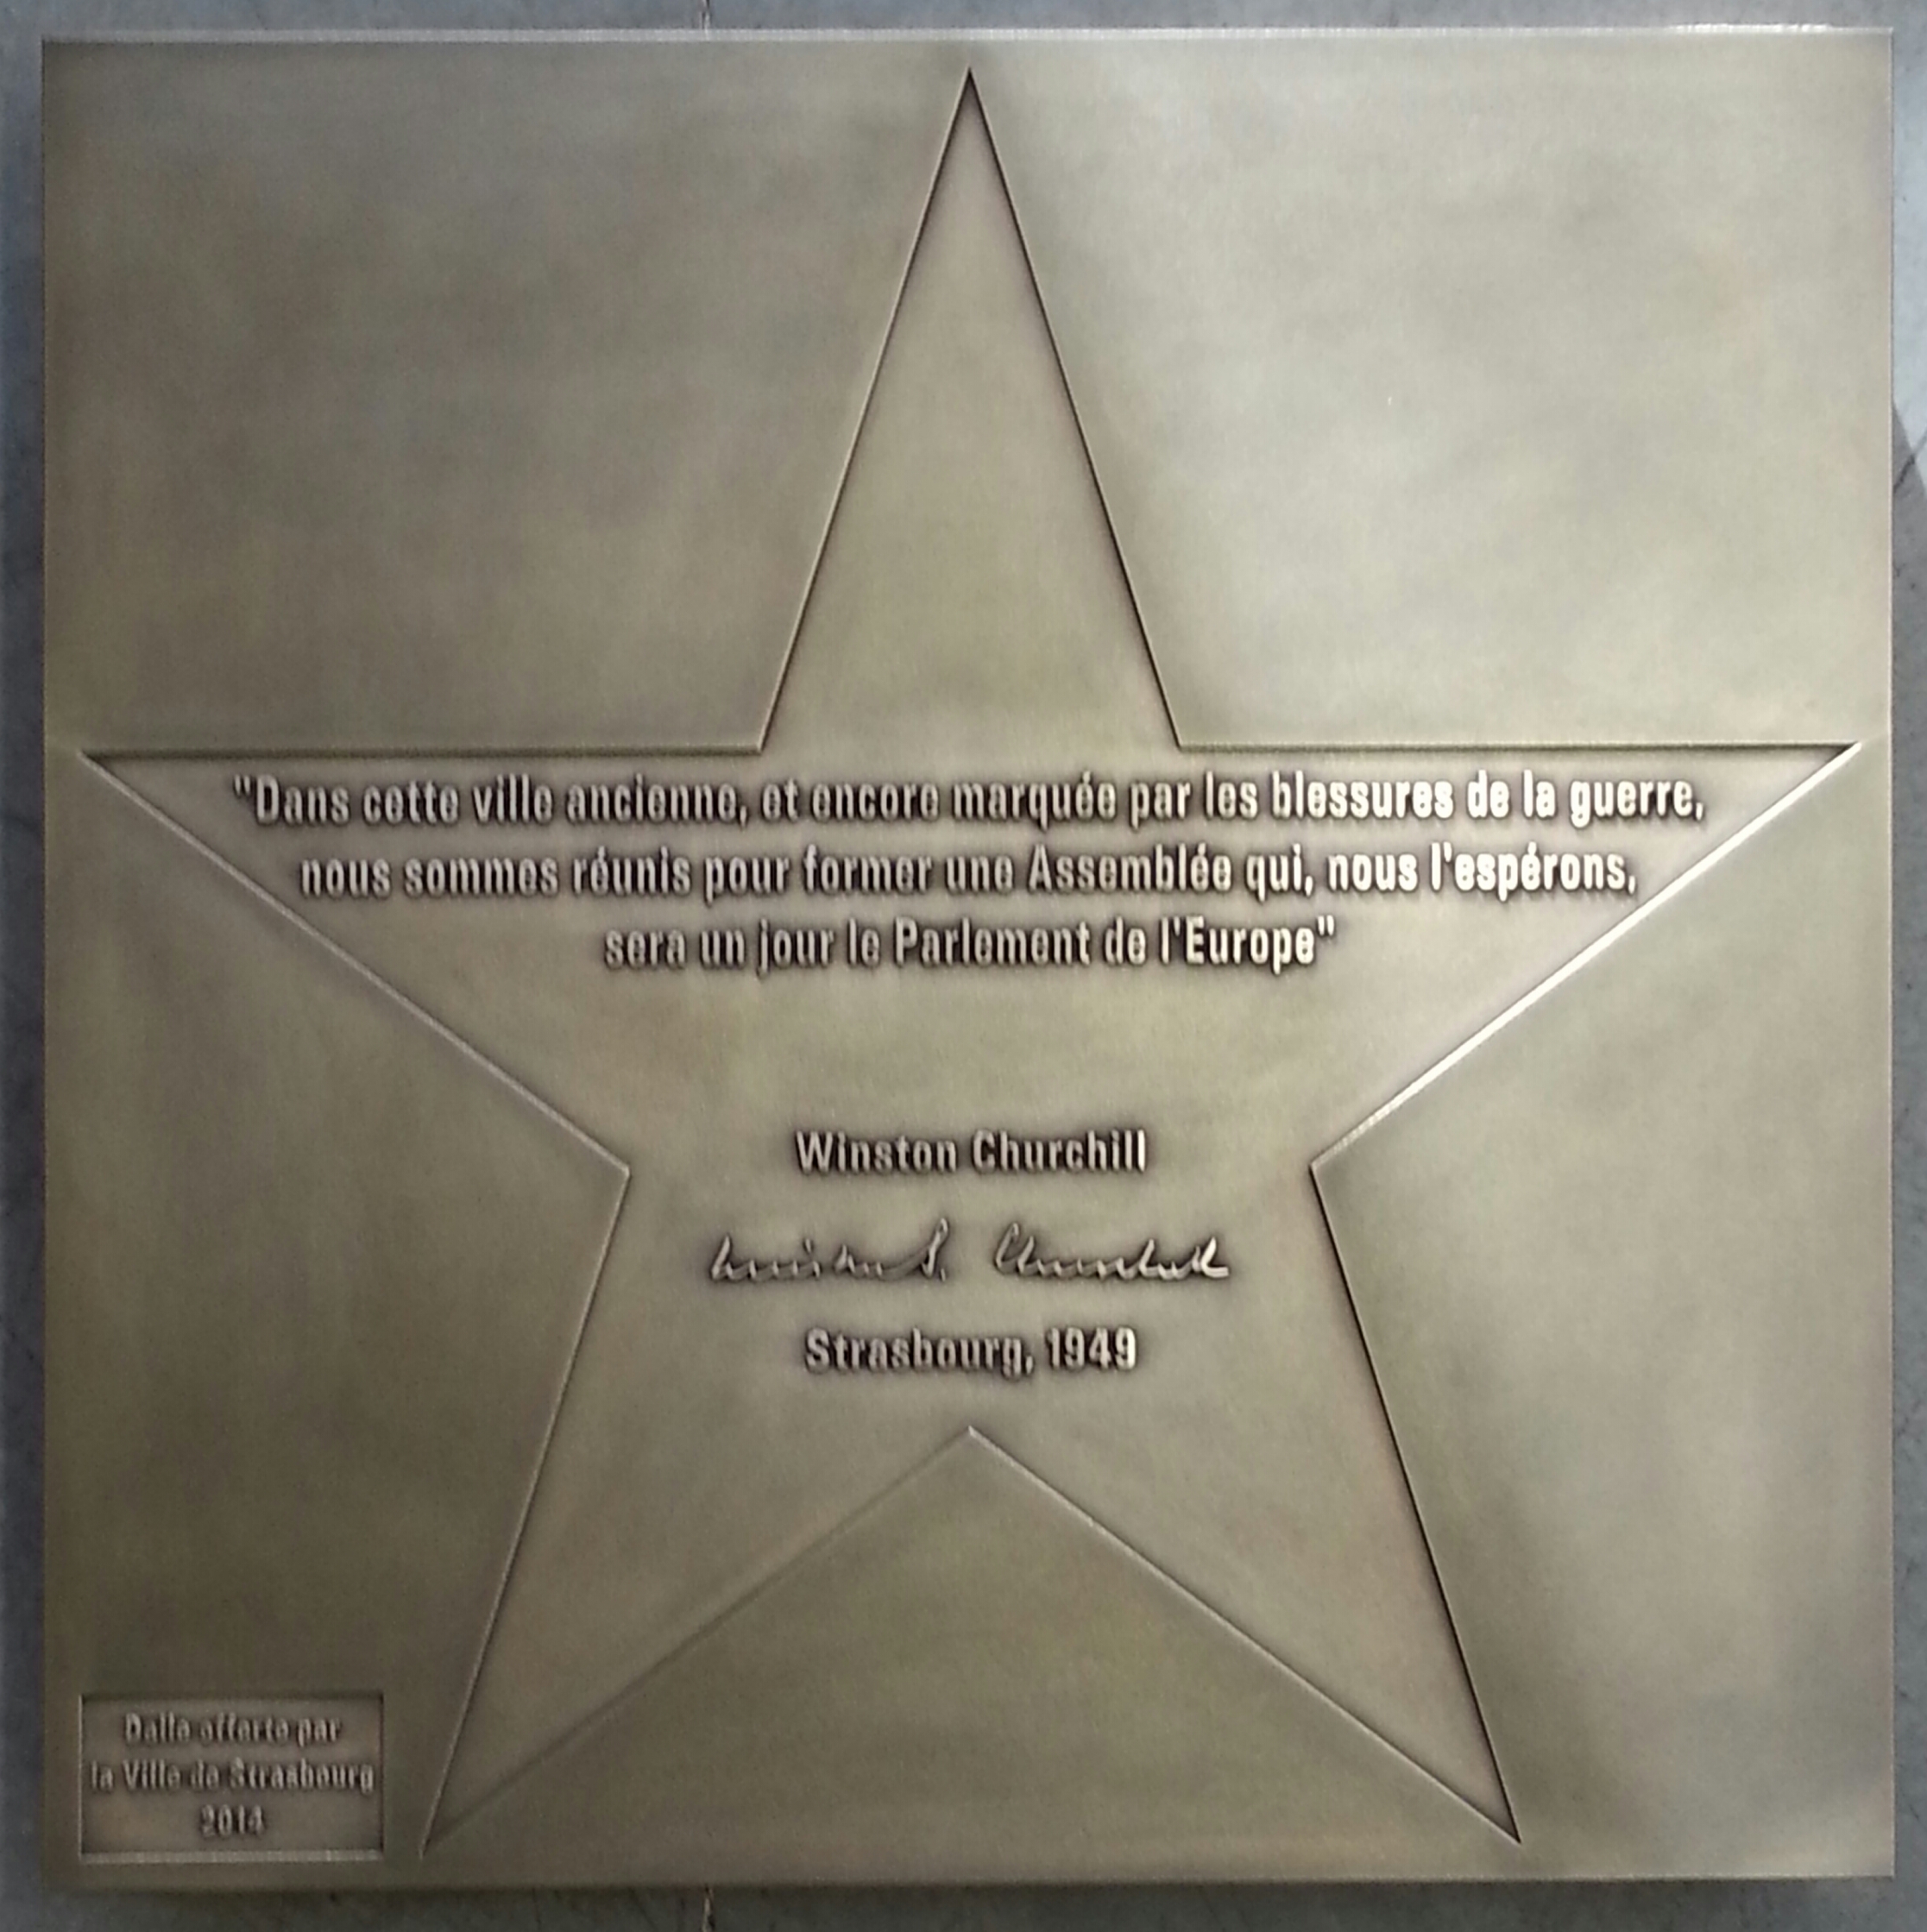 "Dans cette ville ancienne, et encore marquée par les blessures de la guerre,
nous sommes réunis pour former une Assemblée qui, nous l'espérons,
sera un jour le Parlement de l'Europe"
Winston Churchill
Winston S. Churchill
Strasbourg, 1949
Dalle offerte par
la Ville de Strasbourg
2014